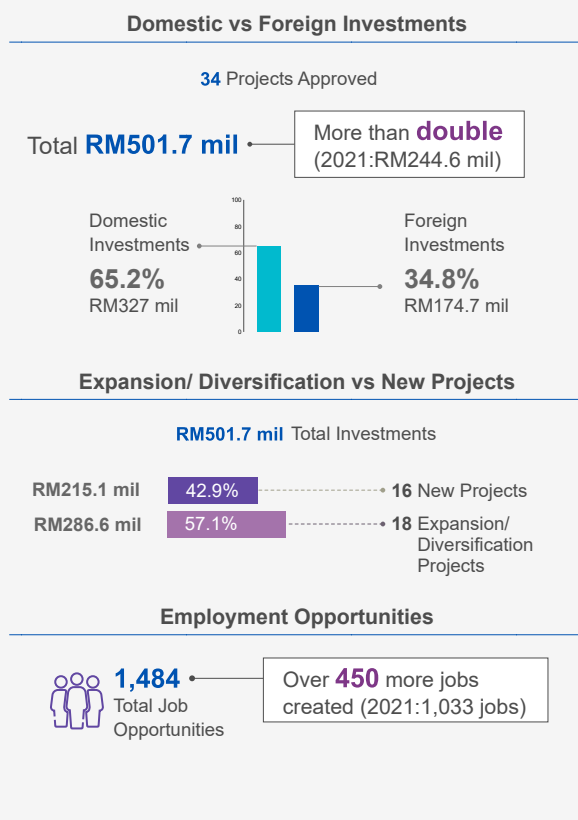 Domestic vs Foreign Investments
34 Projects Approved
Total RM501.7 mil
More than double
(2021:RM244.6 mil)
Domestic
Investments
65.2%
RM327 mil
100
80
60
40
20
0
Foreign
Investments
34.8%
RM174.7 mil
Expansion/ Diversification vs New Projects
RM501.7 mil Total Investments
RM215.1 mil 42.9% 16 New Projects
RM286.6 mil 57.1% 18 Expansion/
Diversification
Projects
Employment Opportunities
1,484
Total Job
Opportunities
Over 450 more jobs
created (2021:1,033 jobs)